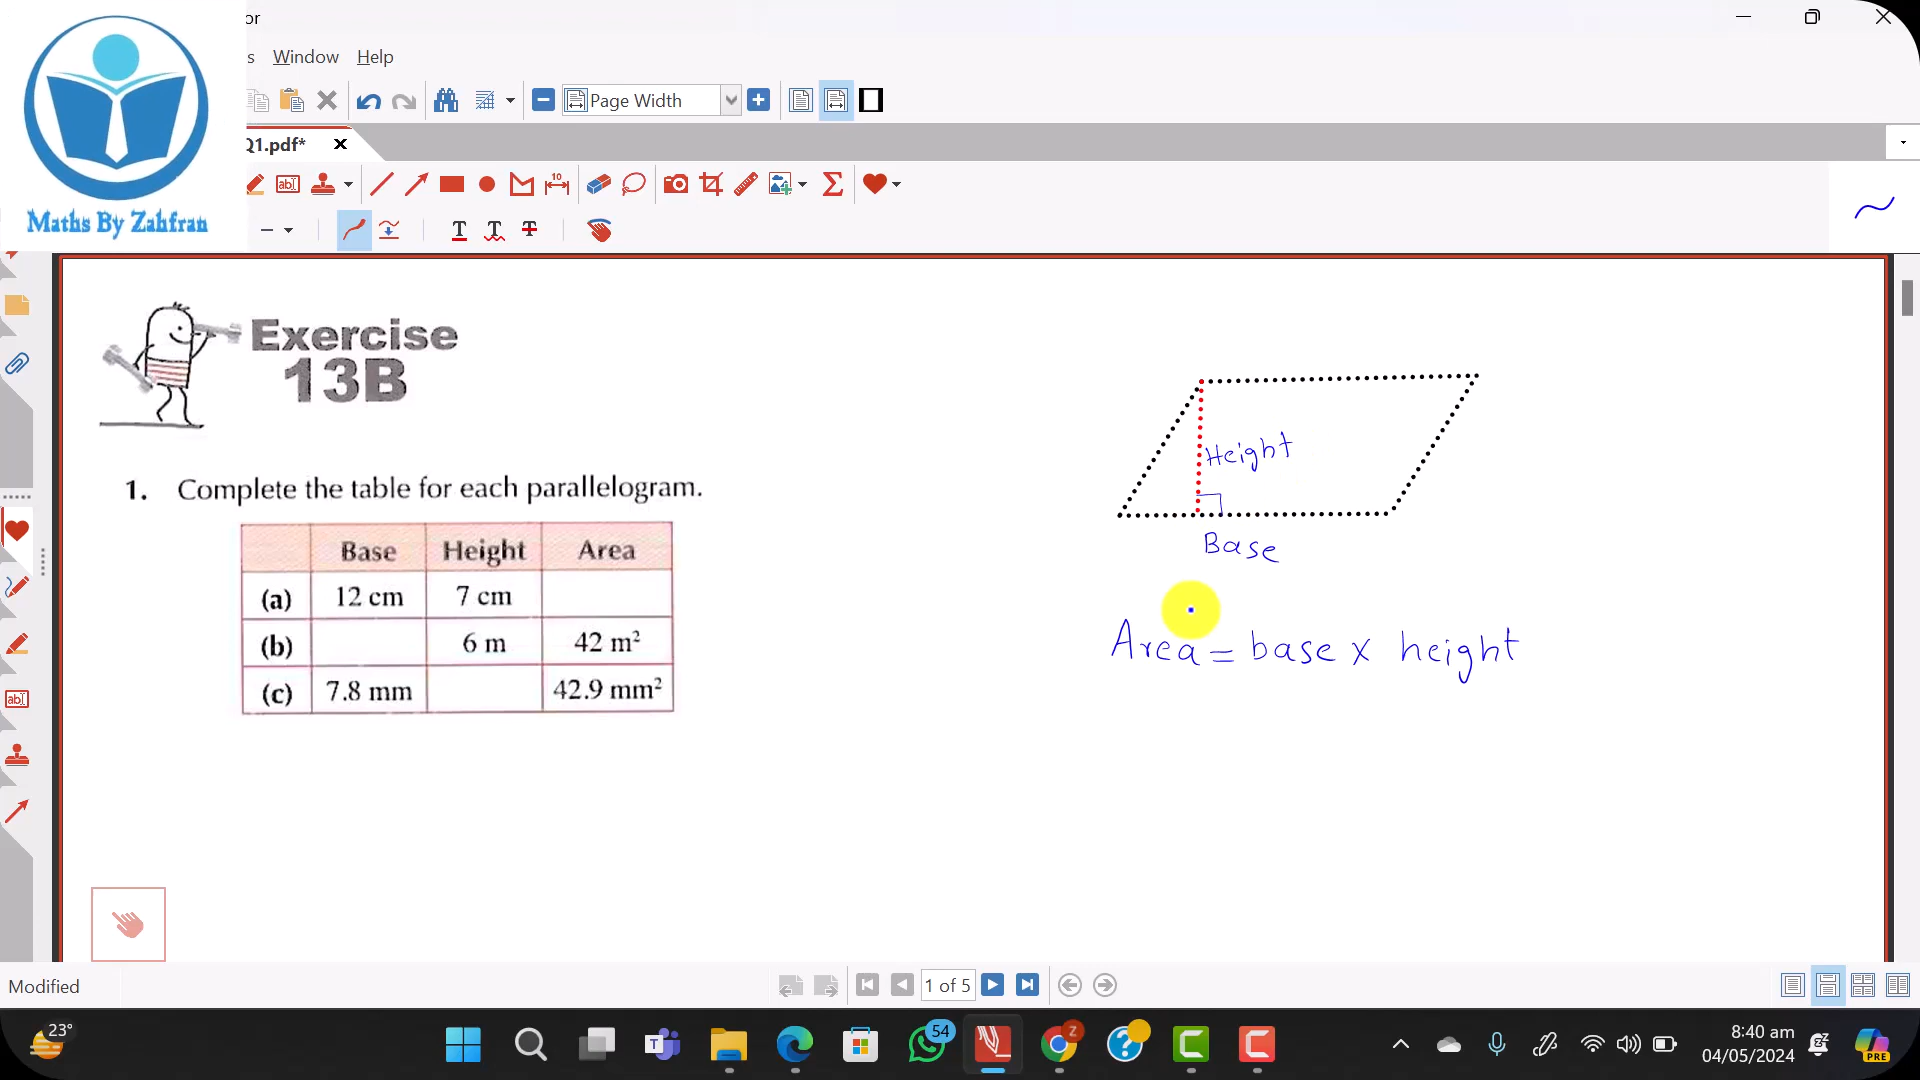 or
s Window Help
Page Width
Q1.pdf*
Maths By Zahfran
Exercise
13B
1. Complete the table for each parallelogram.
Base Height Area
(a) 12 cm 7 cm
(b) 6 m 42 m²
(c) 7.8 mm 42.9 mm²
Height
Base
Area = base x height
Modified
1 of 5
23°
54
Z
8:40 am
04/05/2024
PRE